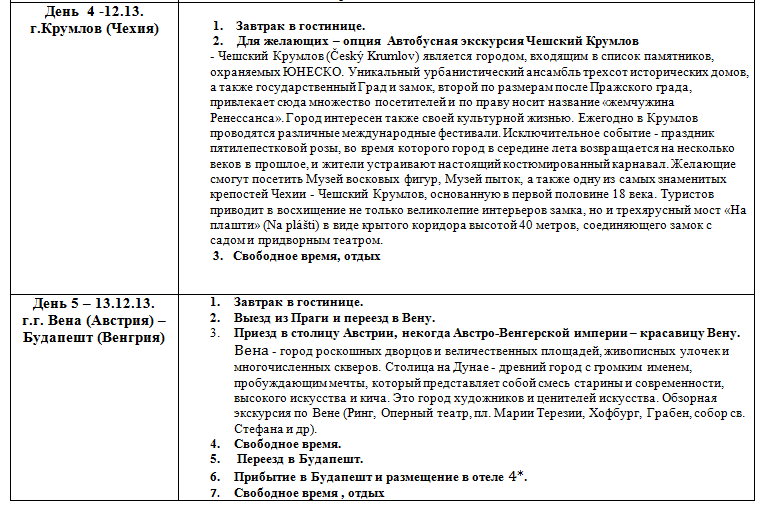 День 4 -12.13.
г.Крумлов (Чехия)
1. Завтрак в гостинице.
2. Для желающих – опция Автобусная экскурсия Чешский Крумлов
- Чешский Крумлов (Český Krumlov) является городом, входящим в список памятников,
охраняемых ЮНЕСКО. Уникальный урбанистический ансамбль трехсот исторических домов,
а также государственный Град и замок, второй по размерам после Пражского града,
привлекает сюда множество посетителей и по праву носит название «жемчужина
Ренессанса». Город интересен также своей культурной жизнью. Ежегодно в Крумлов
проводятся различные международные фестивали. Исключительное событие - праздник
пятилепестковой розы, во время которого город в середине лета возвращается на несколько
веков в прошлое, и жители устраивают настоящий костюмированный карнавал. Желающие
смогут посетить Музей восковых фигур, Музей пыток, а также одну из самых знаменитых
крепостей Чехии - Чешский Крумлов, основанную в первой половине 18 века. Туристов
приводит в восхищение не только великолепие интерьеров замка, но и трехярусный мост «На
плашти» (Na plášti) в виде крытого коридора высотой 40 метров, соединяющего замок с
садом и придворным театром.
3. Свободное время, отдых
День 5 – 13.12.13.
г.г. Вена (Австрия) –
Будапешт (Венгрия)
1. Завтрак в гостинице.
2. Выезд из Праги и переезд в Вену.
3. Приезд в столицу Австрии, некогда Австро-Венгерской империи – красавицу Вену.
Вена - город роскошных дворцов и величественных площадей, живописных улочек и
многочисленных скверов. Столица на Дунае - древний город с громким именем,
пробуждающим мечты, который представляет собой смесь старины и современности,
высокого искусства и кича. Это город художников и ценителей искусства. Обзорная
экскурсия по Вене (Ринг, Оперный театр, пл. Марии Терезии, Хофбург, Грабен, собор св.
Стефана и др).
4. Свободное время.
5. Переезд в Будапешт.
6. Прибытие в Будапешт и размещение в отеле 4*.
7. Свободное время , отдых